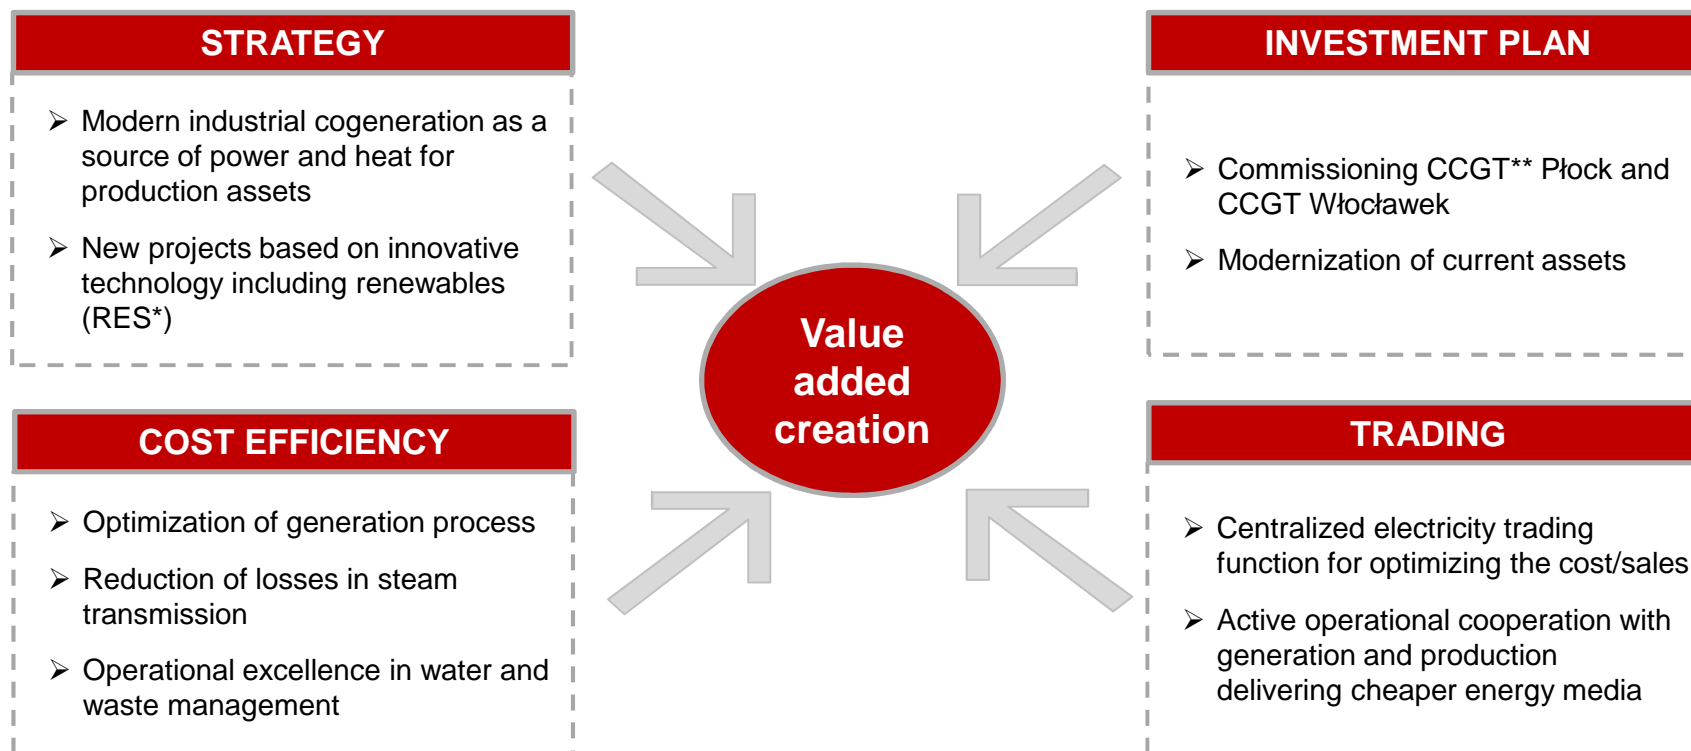 STRATEGY
➢ Modern industrial cogeneration as a
source of power and heat for
production assets
➢ New projects based on innovative
technology including renewables
(RES*)
INVESTMENT PLAN
➢ Commissioning CCGT** Płock and
CCGT Włocławek
➢ Modernization of current assets
Value
added
creation
COST EFFICIENCY
➢ Optimization of generation process
➢ Reduction of losses in steam
transmission
➢ Operational excellence in water and
waste management
TRADING
➢ Centralized electricity trading
function for optimizing the cost/sales
➢ Active operational cooperation with
generation and production
delivering cheaper energy media